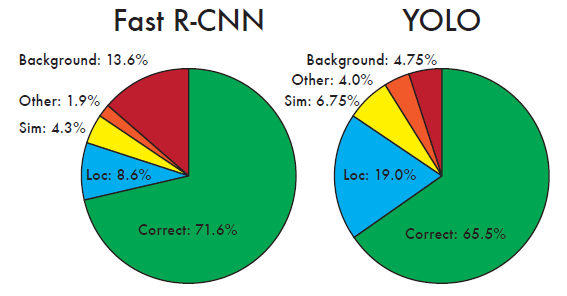 Fast R-CNN
Background: 13.6%
Other: 1.9%
Sim: 4.3%
Loc: 8.6%
Correct: 71.6%
YOLO
Background: 4.75%
Other: 4.0%
Sim: 6.75%
Loc: 19.0%
Correct: 65.5%